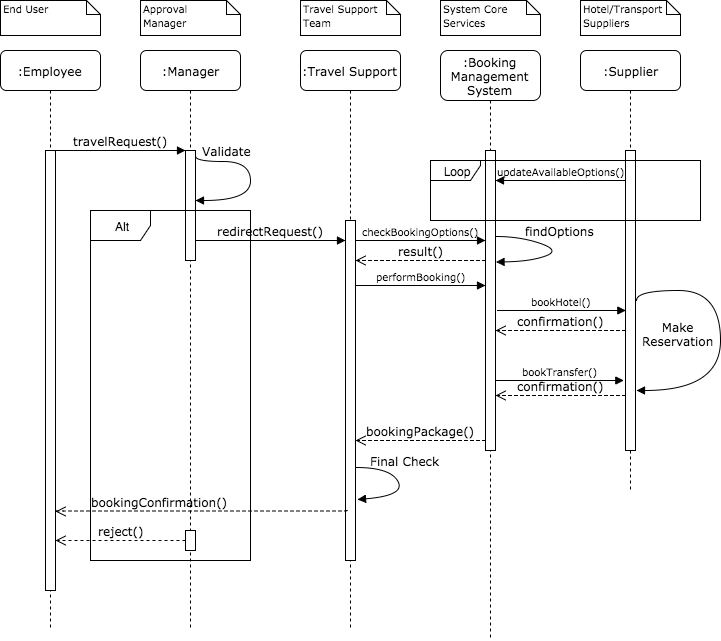 End User
Approval
Manager
Travel Support
Team
System Core
Services
Hotel/Transport
Suppliers
:Employee
:Manager
:Travel Support
:Booking
Management
System
:Supplier
travelRequest()
Validate
Loop
updateAvailableOptions()
Alt
redirectRequest()
checkBookingOptions()
findOptions
result()
performBooking()
bookHotel()
confirmation()
Make
Reservation
bookTransfer()
confirmation()
bookingPackage()
Final Check
bookingConfirmation()
reject()